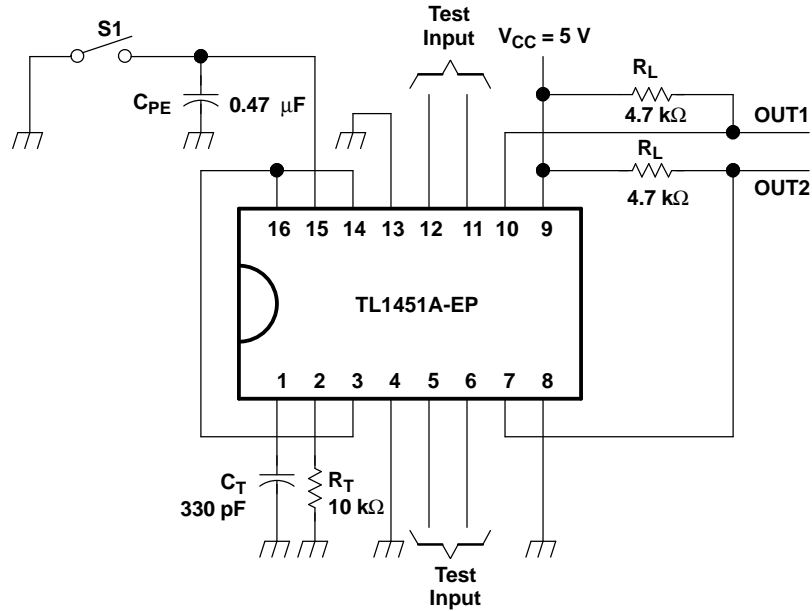 S1
Test
Input
VCC = 5 V
RL
4.7 kΩ
OUT1
CPE
0.47 µF
RL
4.7 kΩ
OUT2
16 15 14 13 12 11 10 9
TL1451A-EP
1 2 3 4 5 6 7 8
CT
330 pF
RT
10 kΩ
Test
Input